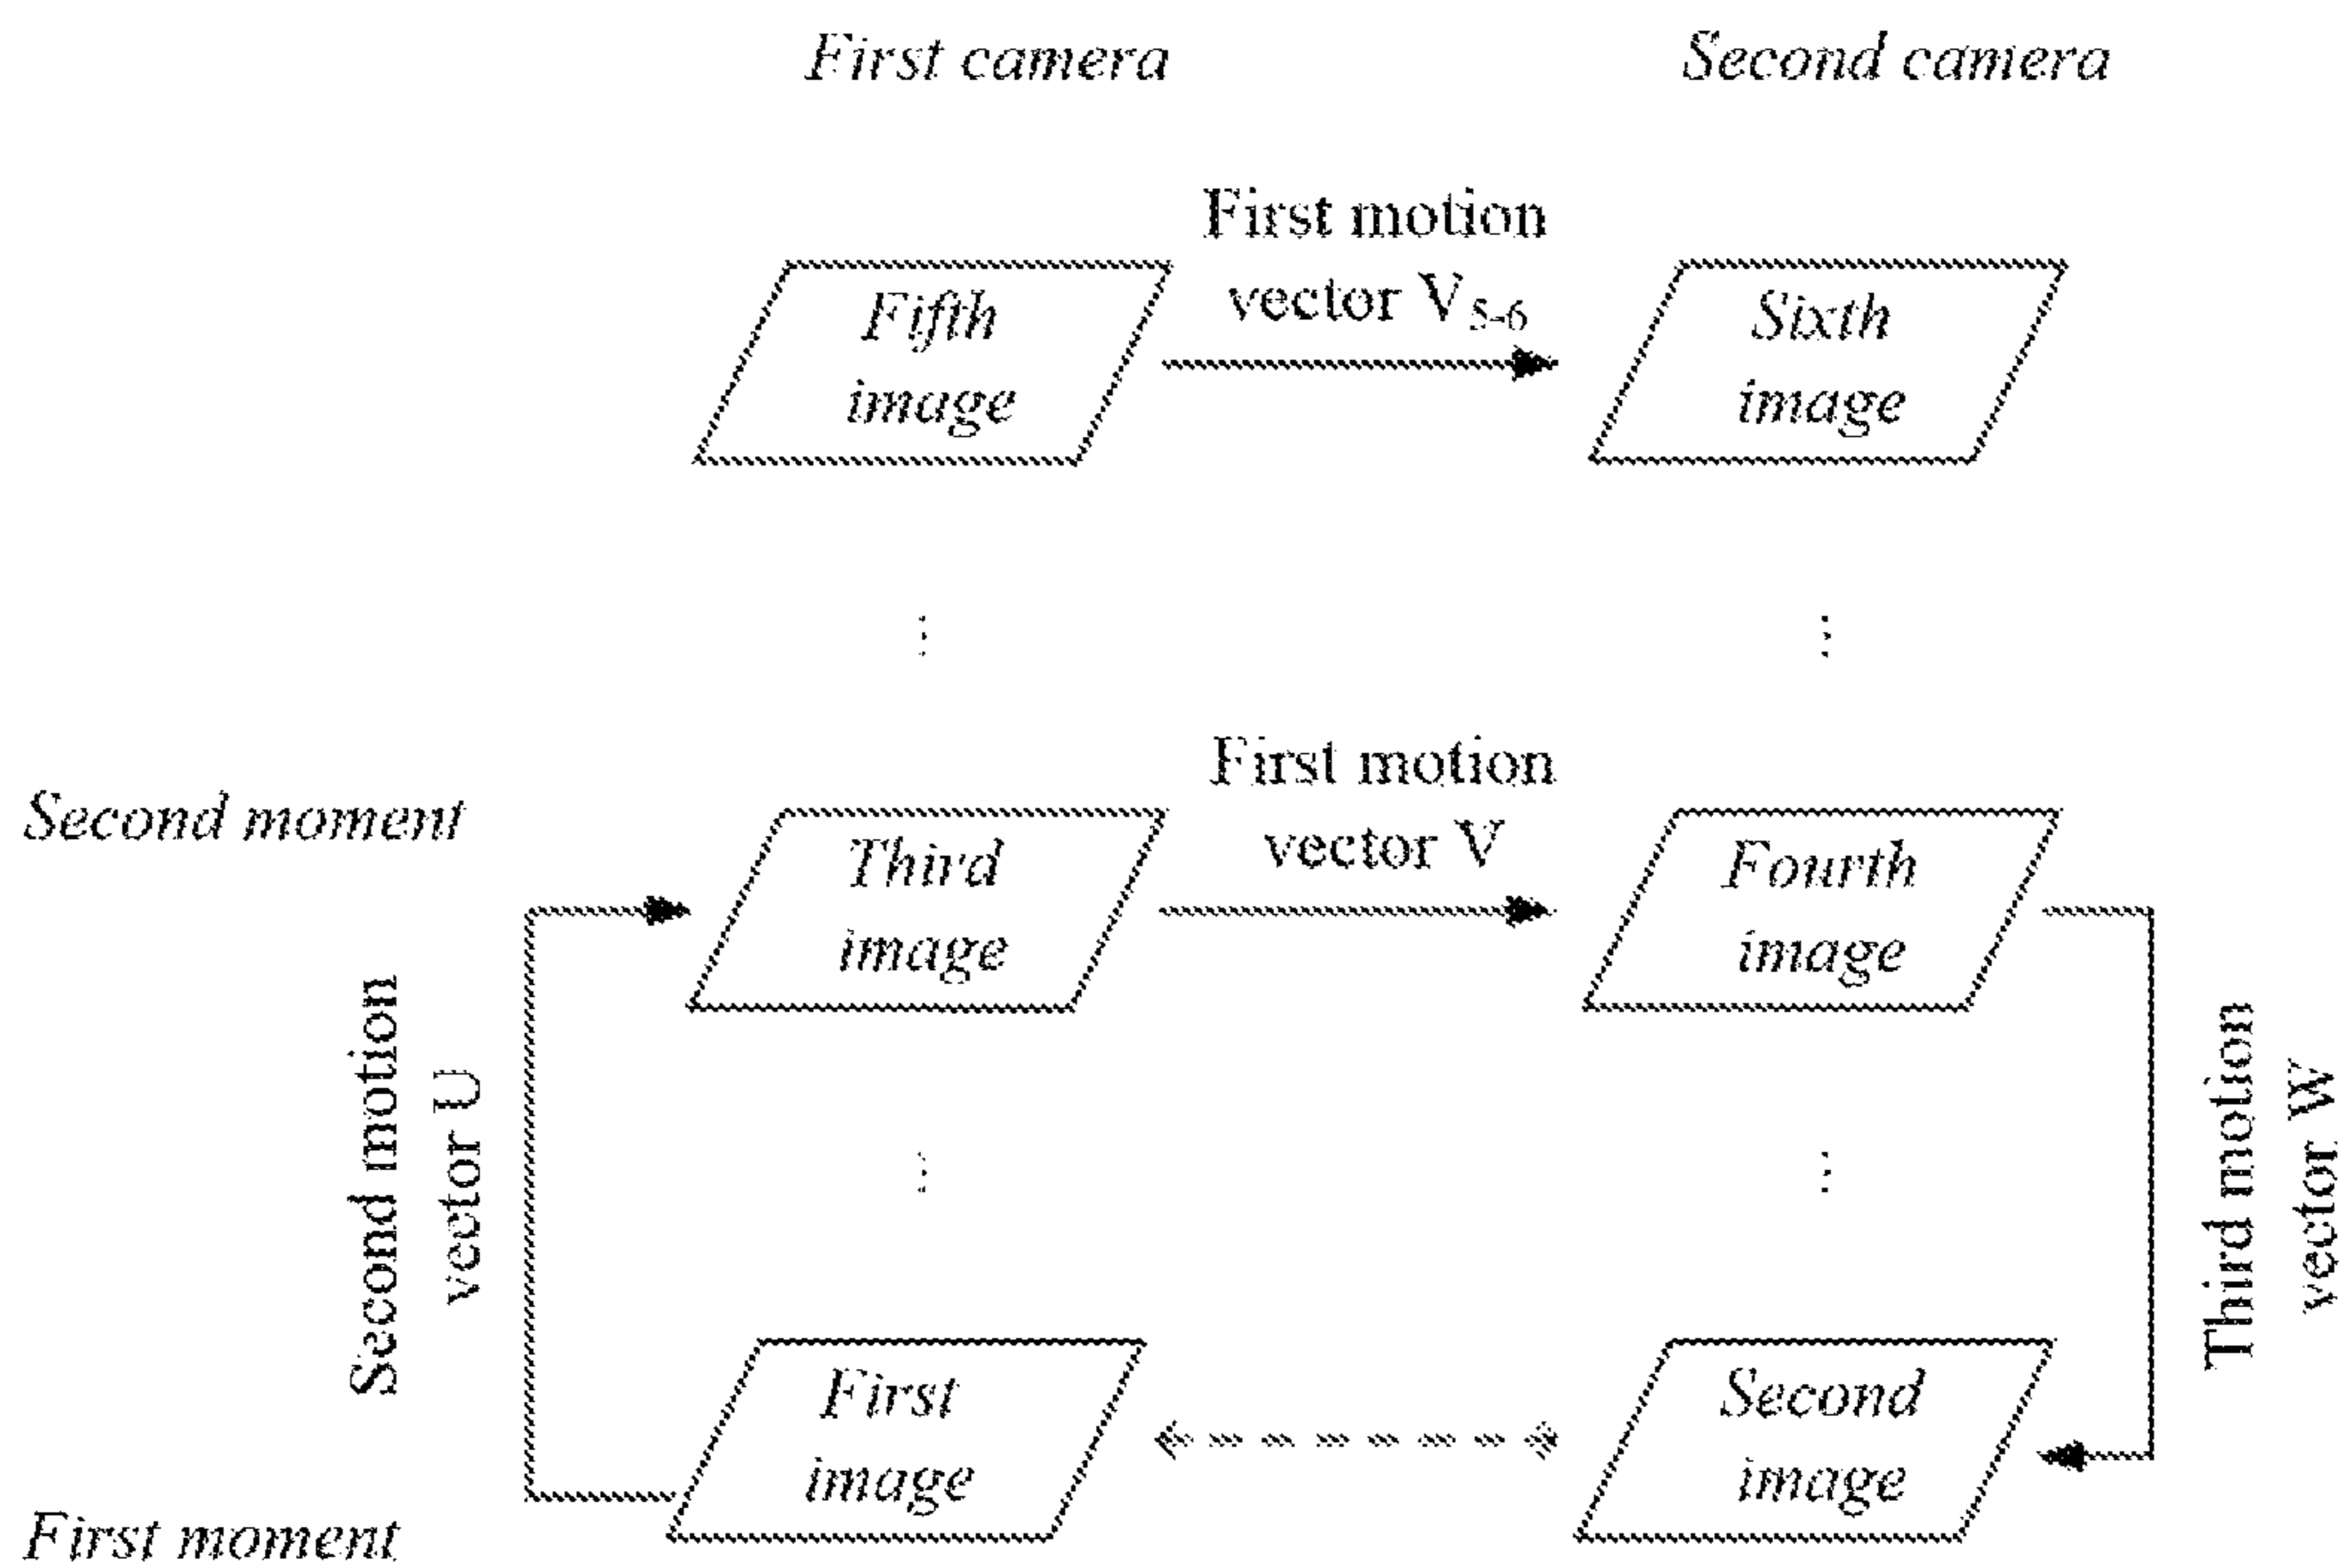 First camera
Second camera
First motion
vector V5-6
Fifth
image
Sixth
image
⋮
⋮
Second moment
First motion
vector V
Third
image
Fourth
image
Second motion
vector U
⋮
⋮
Third motion
vector W
First
image
Second
image
First moment